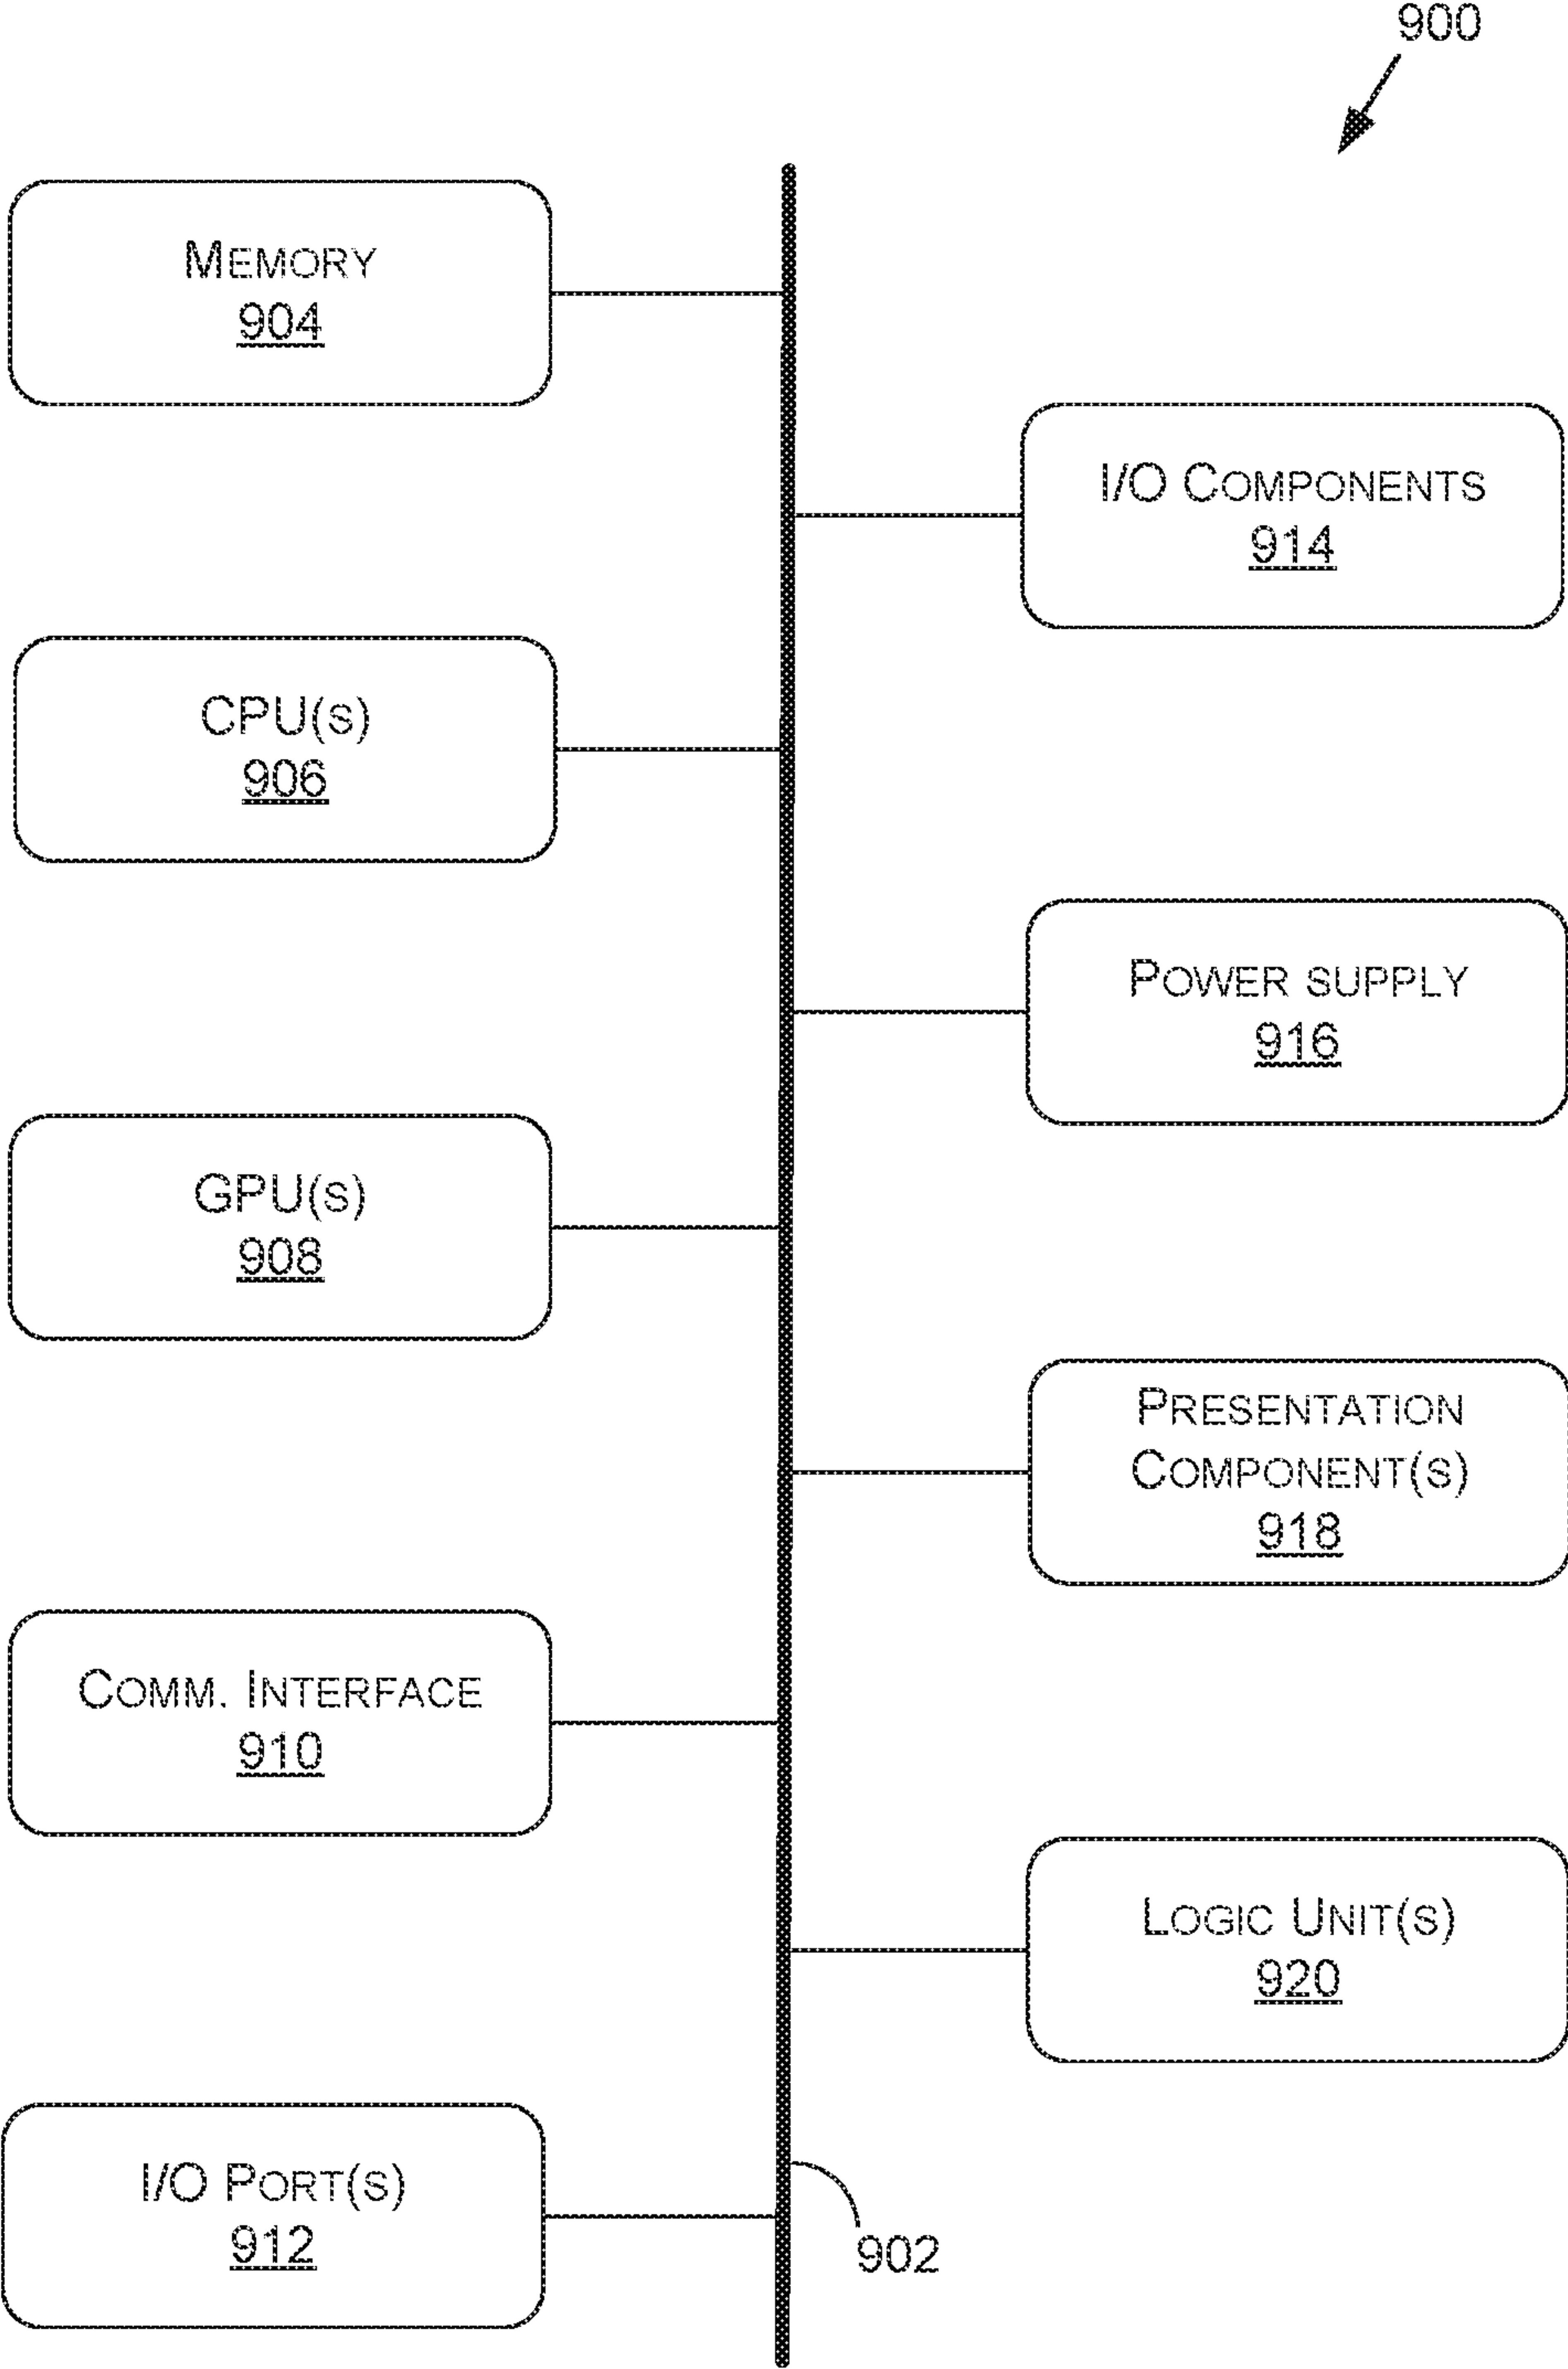 900
MEMORY
904
I/O COMPONENTS
914
CPU(S)
906
POWER SUPPLY
916
GPU(S)
908
PRESENTATION
COMPONENT(S)
918
COMM. INTERFACE
910
LOGIC UNIT(S)
920
I/O PORT(S)
912
902